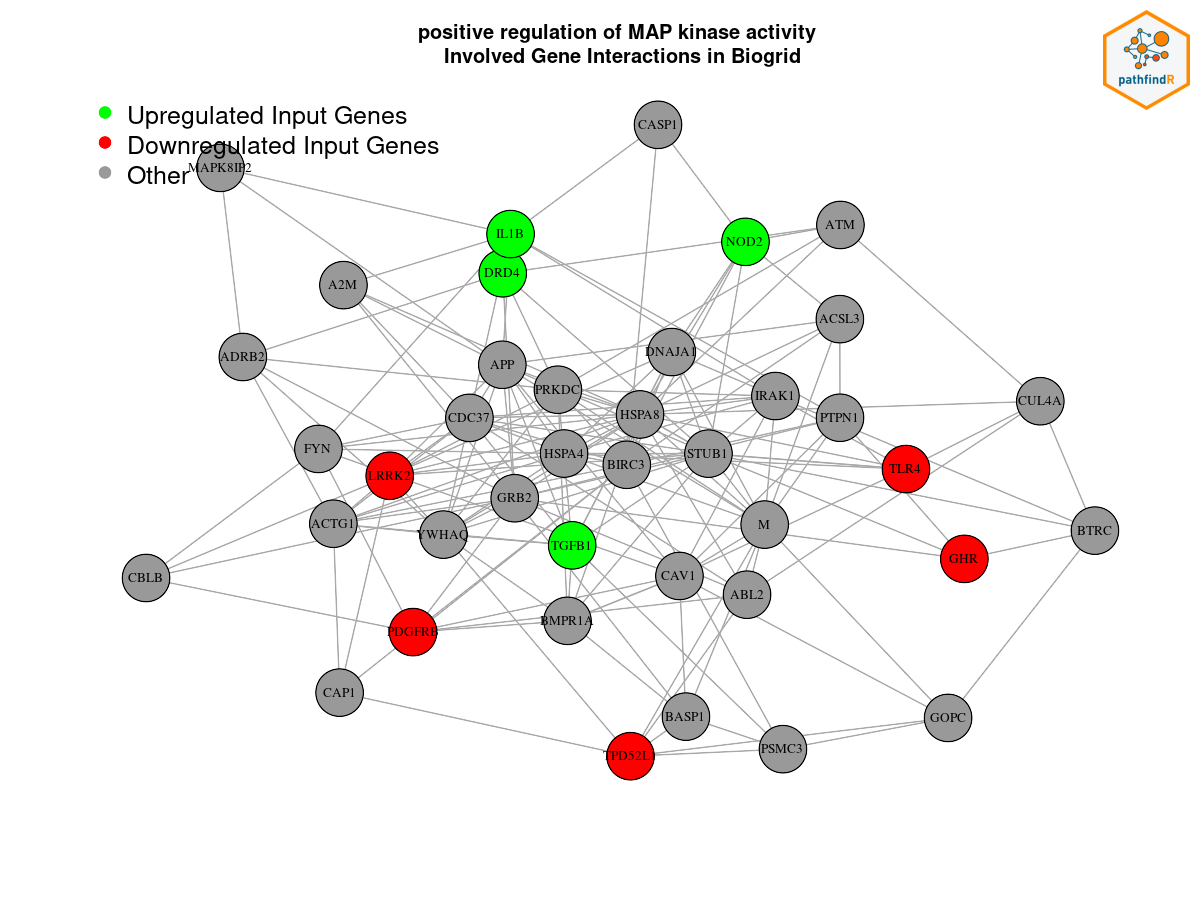 positive regulation of MAP kinase activity
Involved Gene Interactions in Biogrid
pathfindR
Upregulated Input Genes
Downregulated Input Genes
Other
CASP1
MAPK8IP2
IL1B
NOD2
ATM
DRD4
A2M
ACSL3
ADRB2
APP
DNAJA1
PRKDC
IRAK1
CUL4A
CDC37
HSPA8
PTPN1
FYN
HSPA4
BIRC3
STUB1
LRRK2
TLR4
GRB2
ACTG1
YWHAQ
M
BTRC
TGFB1
GHR
CBLB
CAV1
ABL2
PDGFRB
BMPR1A
CAP1
BASP1
GOPC
PSMC3
TPD52L1